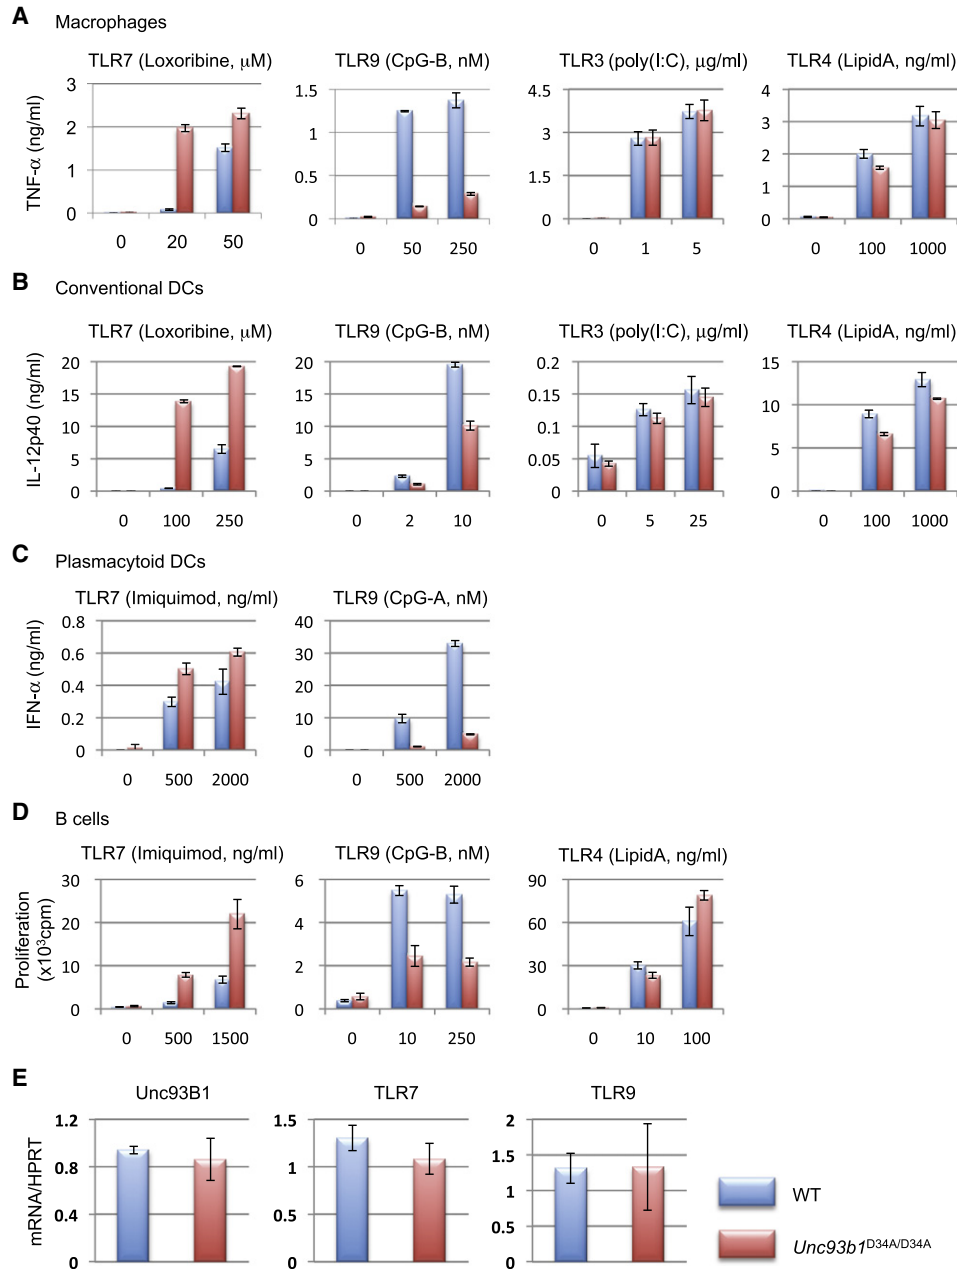 A Macrophages
TLR7 (Loxoribine, μM) TLR9 (CpG-B, nM) TLR3 (poly(I:C), μg/ml) TLR4 (LipidA, ng/ml)
TNF-α (ng/ml)
3 1.5 4.5 4
2 1 3 3
1 0.5 1.5 2
0 0 0 1
0
0 20 50 0 50 250 0 1 5 0 100 1000
B Conventional DCs
TLR7 (Loxoribine, μM) TLR9 (CpG-B, nM) TLR3 (poly(I:C), μg/ml) TLR4 (LipidA, ng/ml)
IL-12p40 (ng/ml)
20 20 0.2 15
15 15 0.15 10
10 10 0.1 5
5 5 0.05 0
0 0 0
0 100 250 0 2 10 0 5 25 0 100 1000
C Plasmacytoid DCs
TLR7 (Imiquimod, ng/ml) TLR9 (CpG-A, nM)
IFN-α (ng/ml)
0.8 40
0.6 30
0.4 20
0.2 10
0 0
0 500 2000 0 500 2000
D B cells
TLR7 (Imiquimod, ng/ml) TLR9 (CpG-B, nM) TLR4 (LipidA, ng/ml)
Proliferation
(x10³cpm)
30 6 90
20 4 60
10 2 30
0 0 0
0 500 1500 0 10 250 0 10 100
E
Unc93B1 TLR7 TLR9
mRNA/HPRT
1.2 1.5 2
0.8 1 1.5
0.4 0.5 1
0 0 0.5
0
WT
Unc93b1D34A/D34A